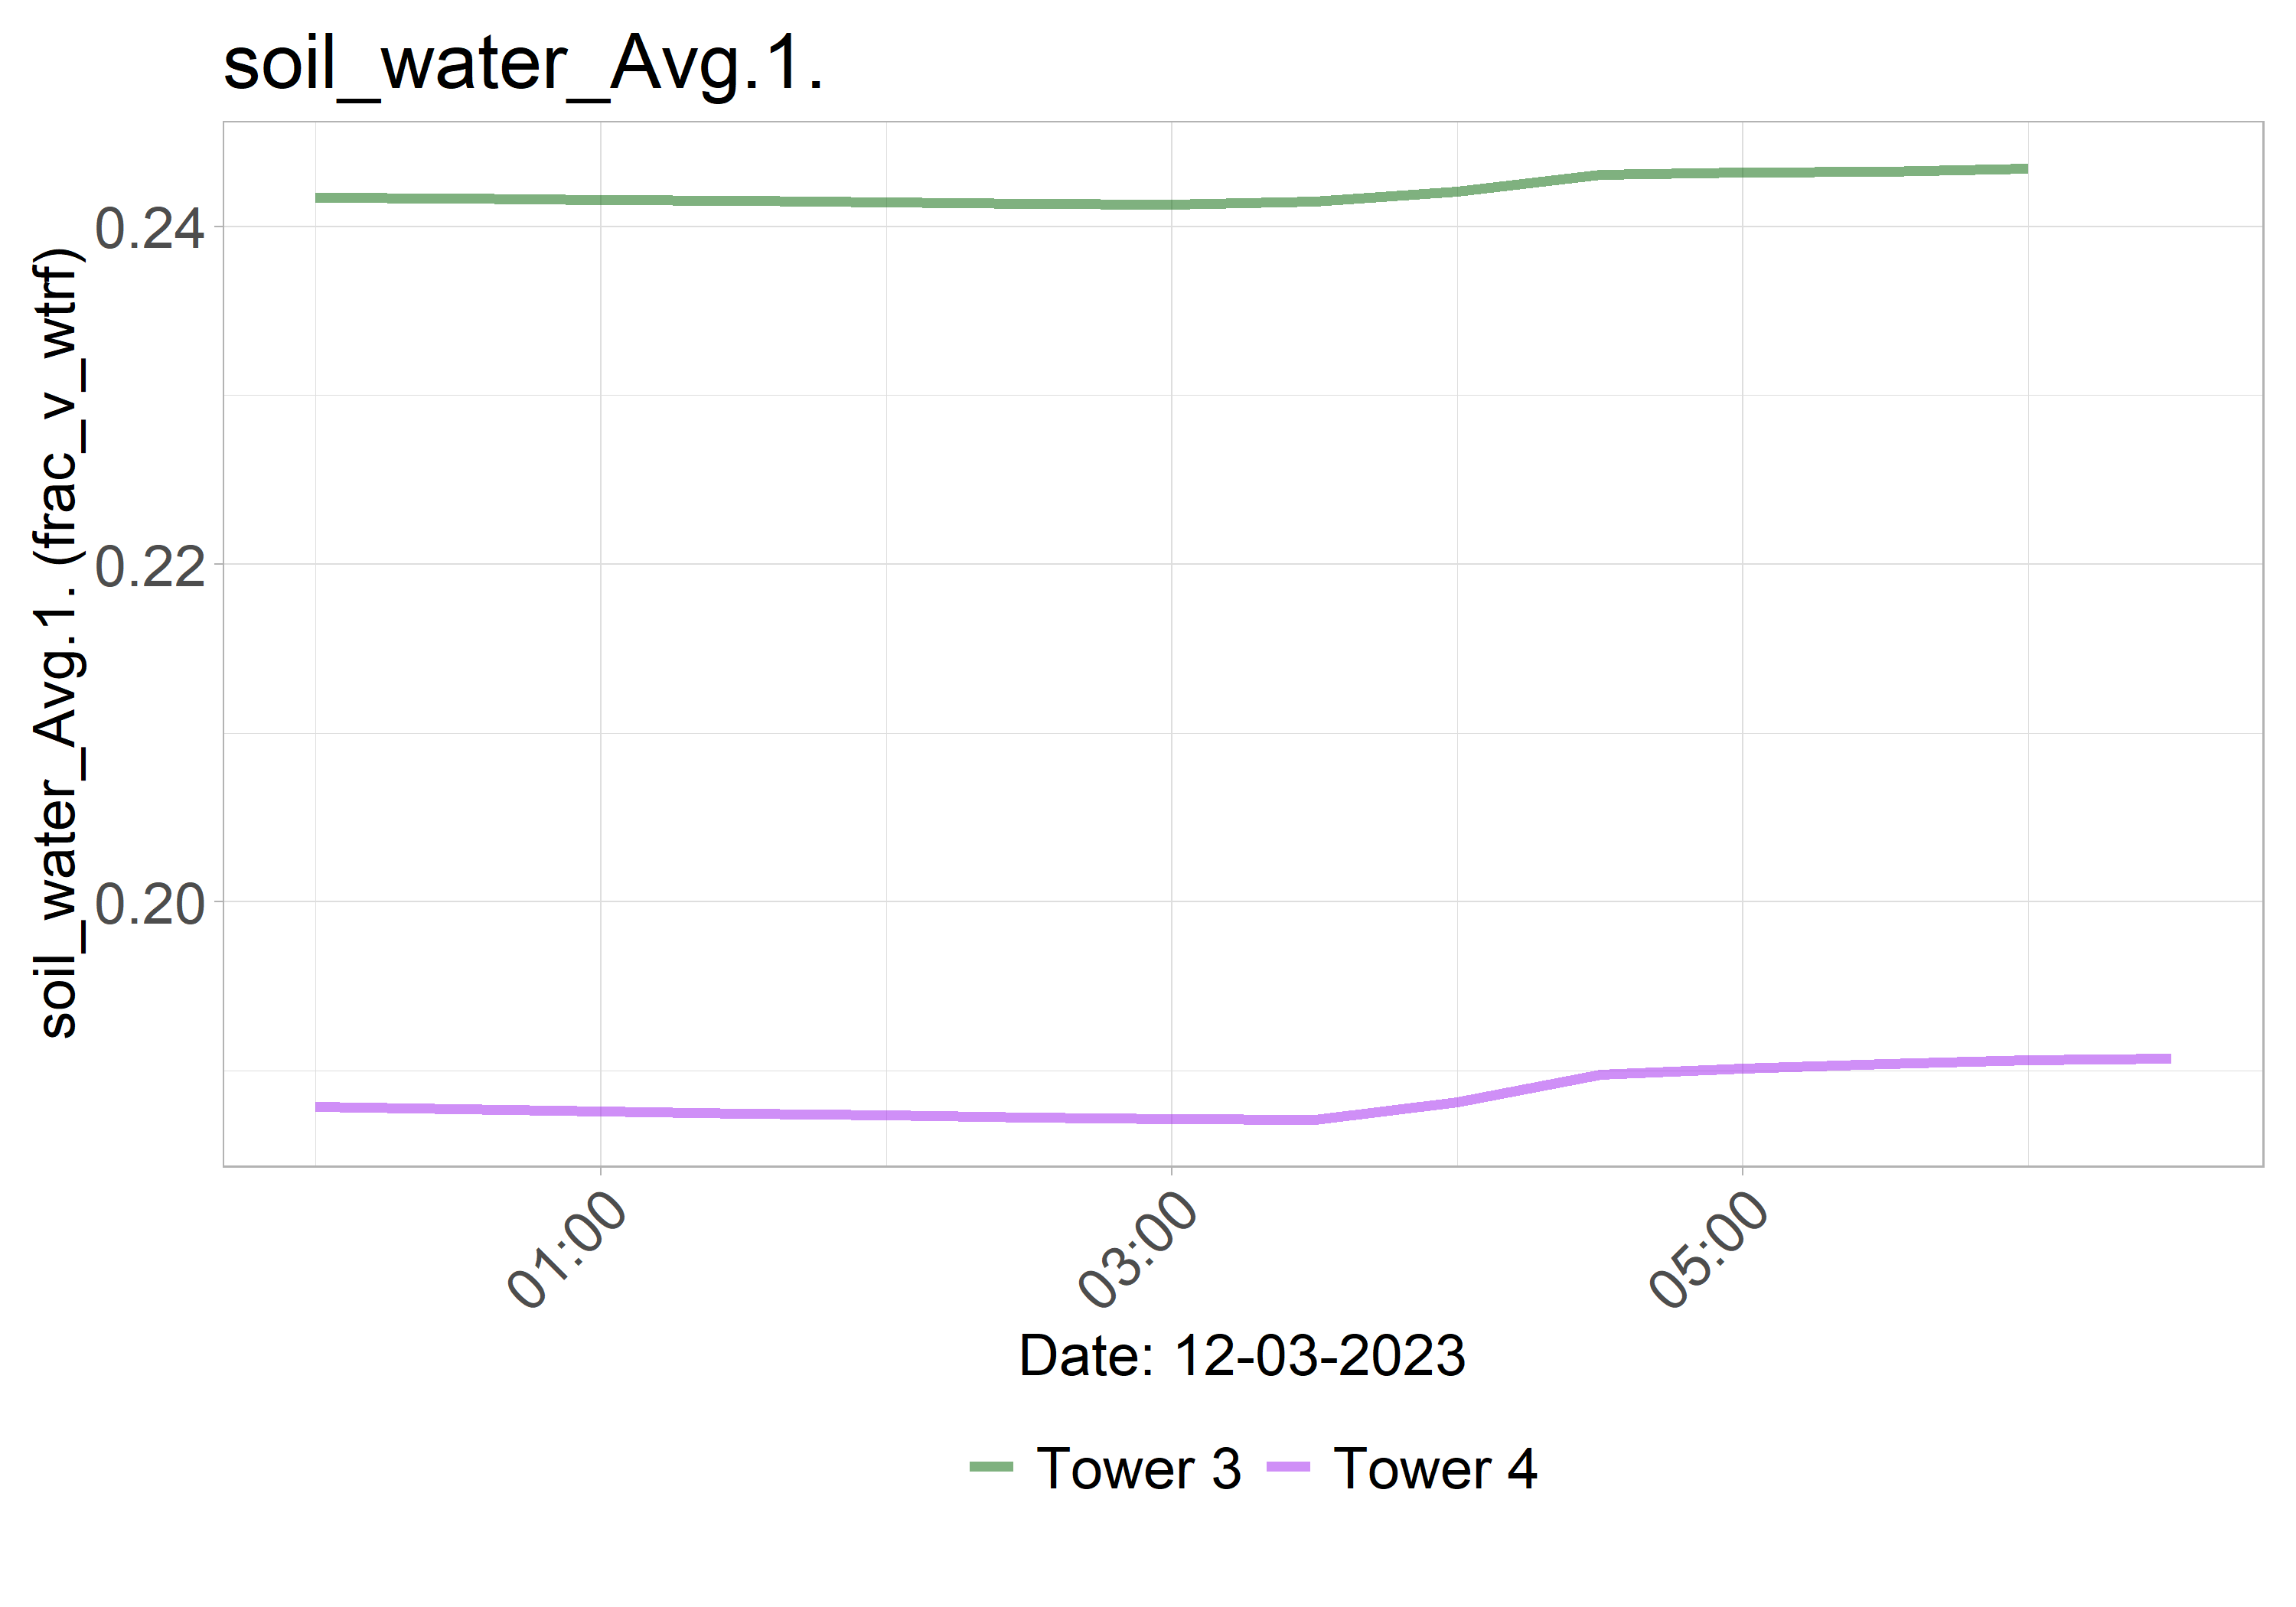 soil_water_Avg.1.
soil_water_Avg.1. (frac_v_wtrf)
0.24
0.22
0.20
01:00
03:00
05:00
Date: 12-03-2023
Tower 3
Tower 4